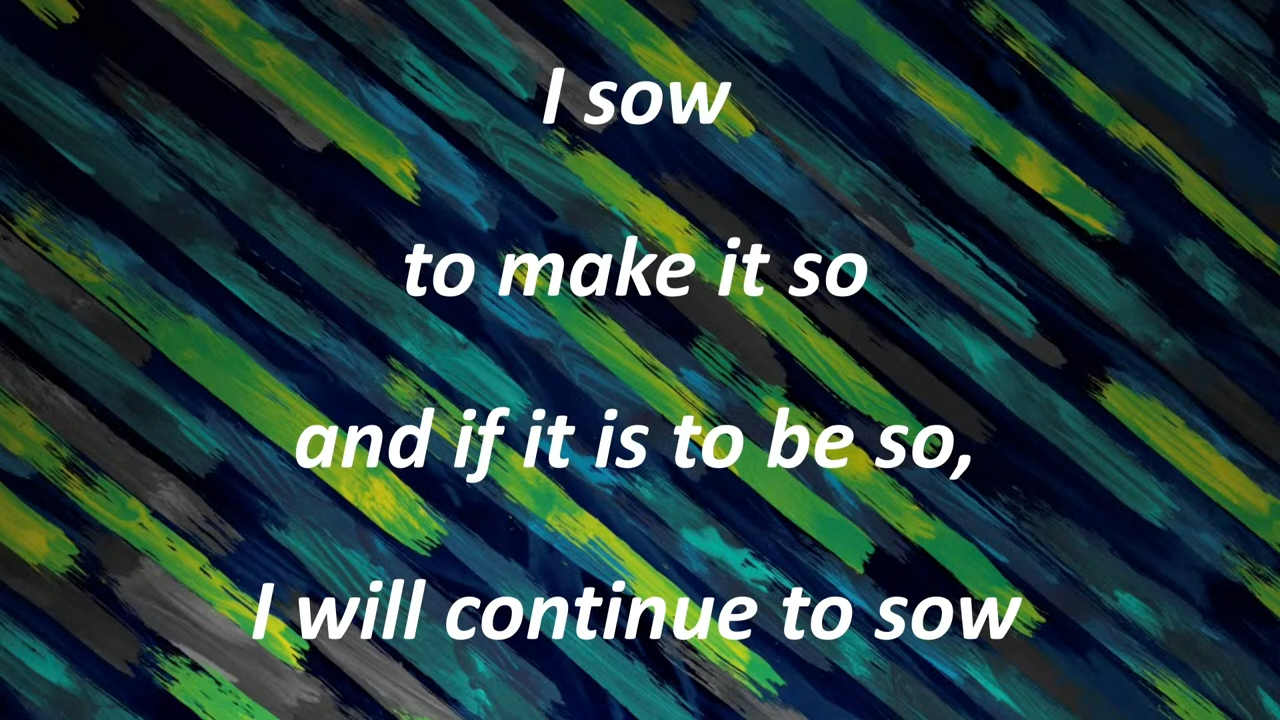 I sow
to make it so
and if it is to be so,
I will continue to sow